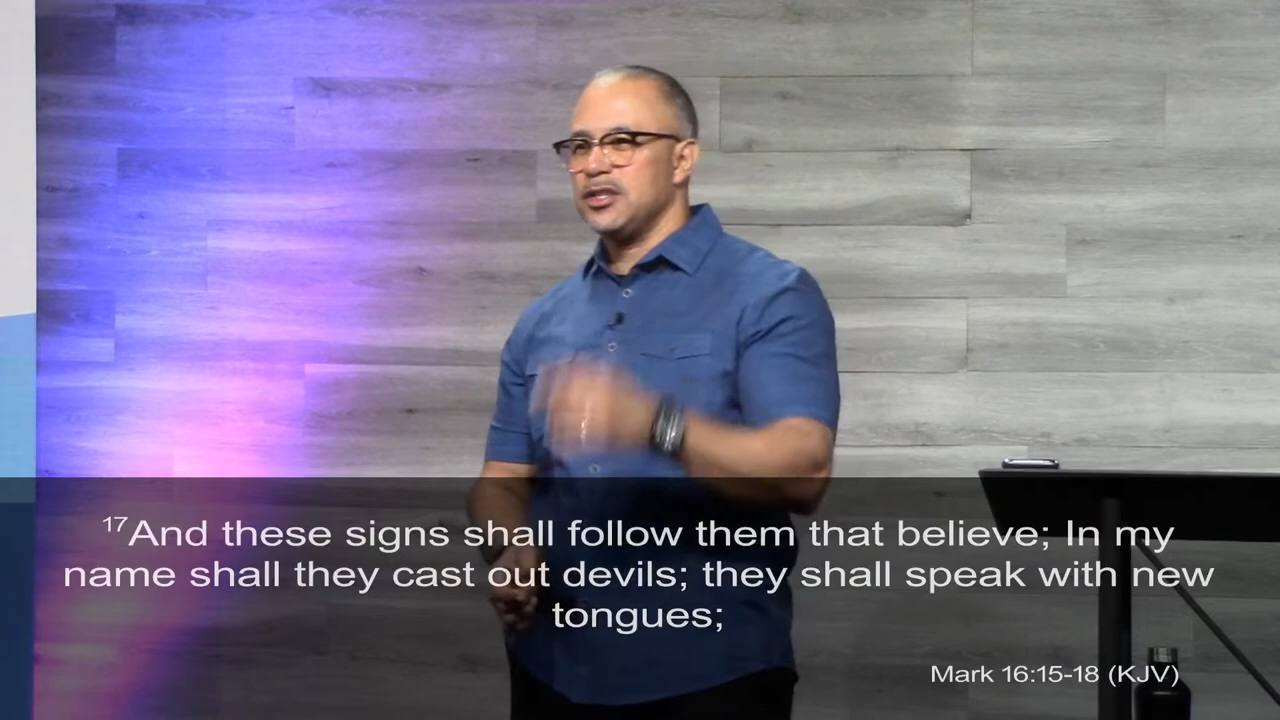 17And these signs shall follow them that believe; In my
name shall they cast out devils; they shall speak with new
tongues;
Mark 16:15-18 (KJV)